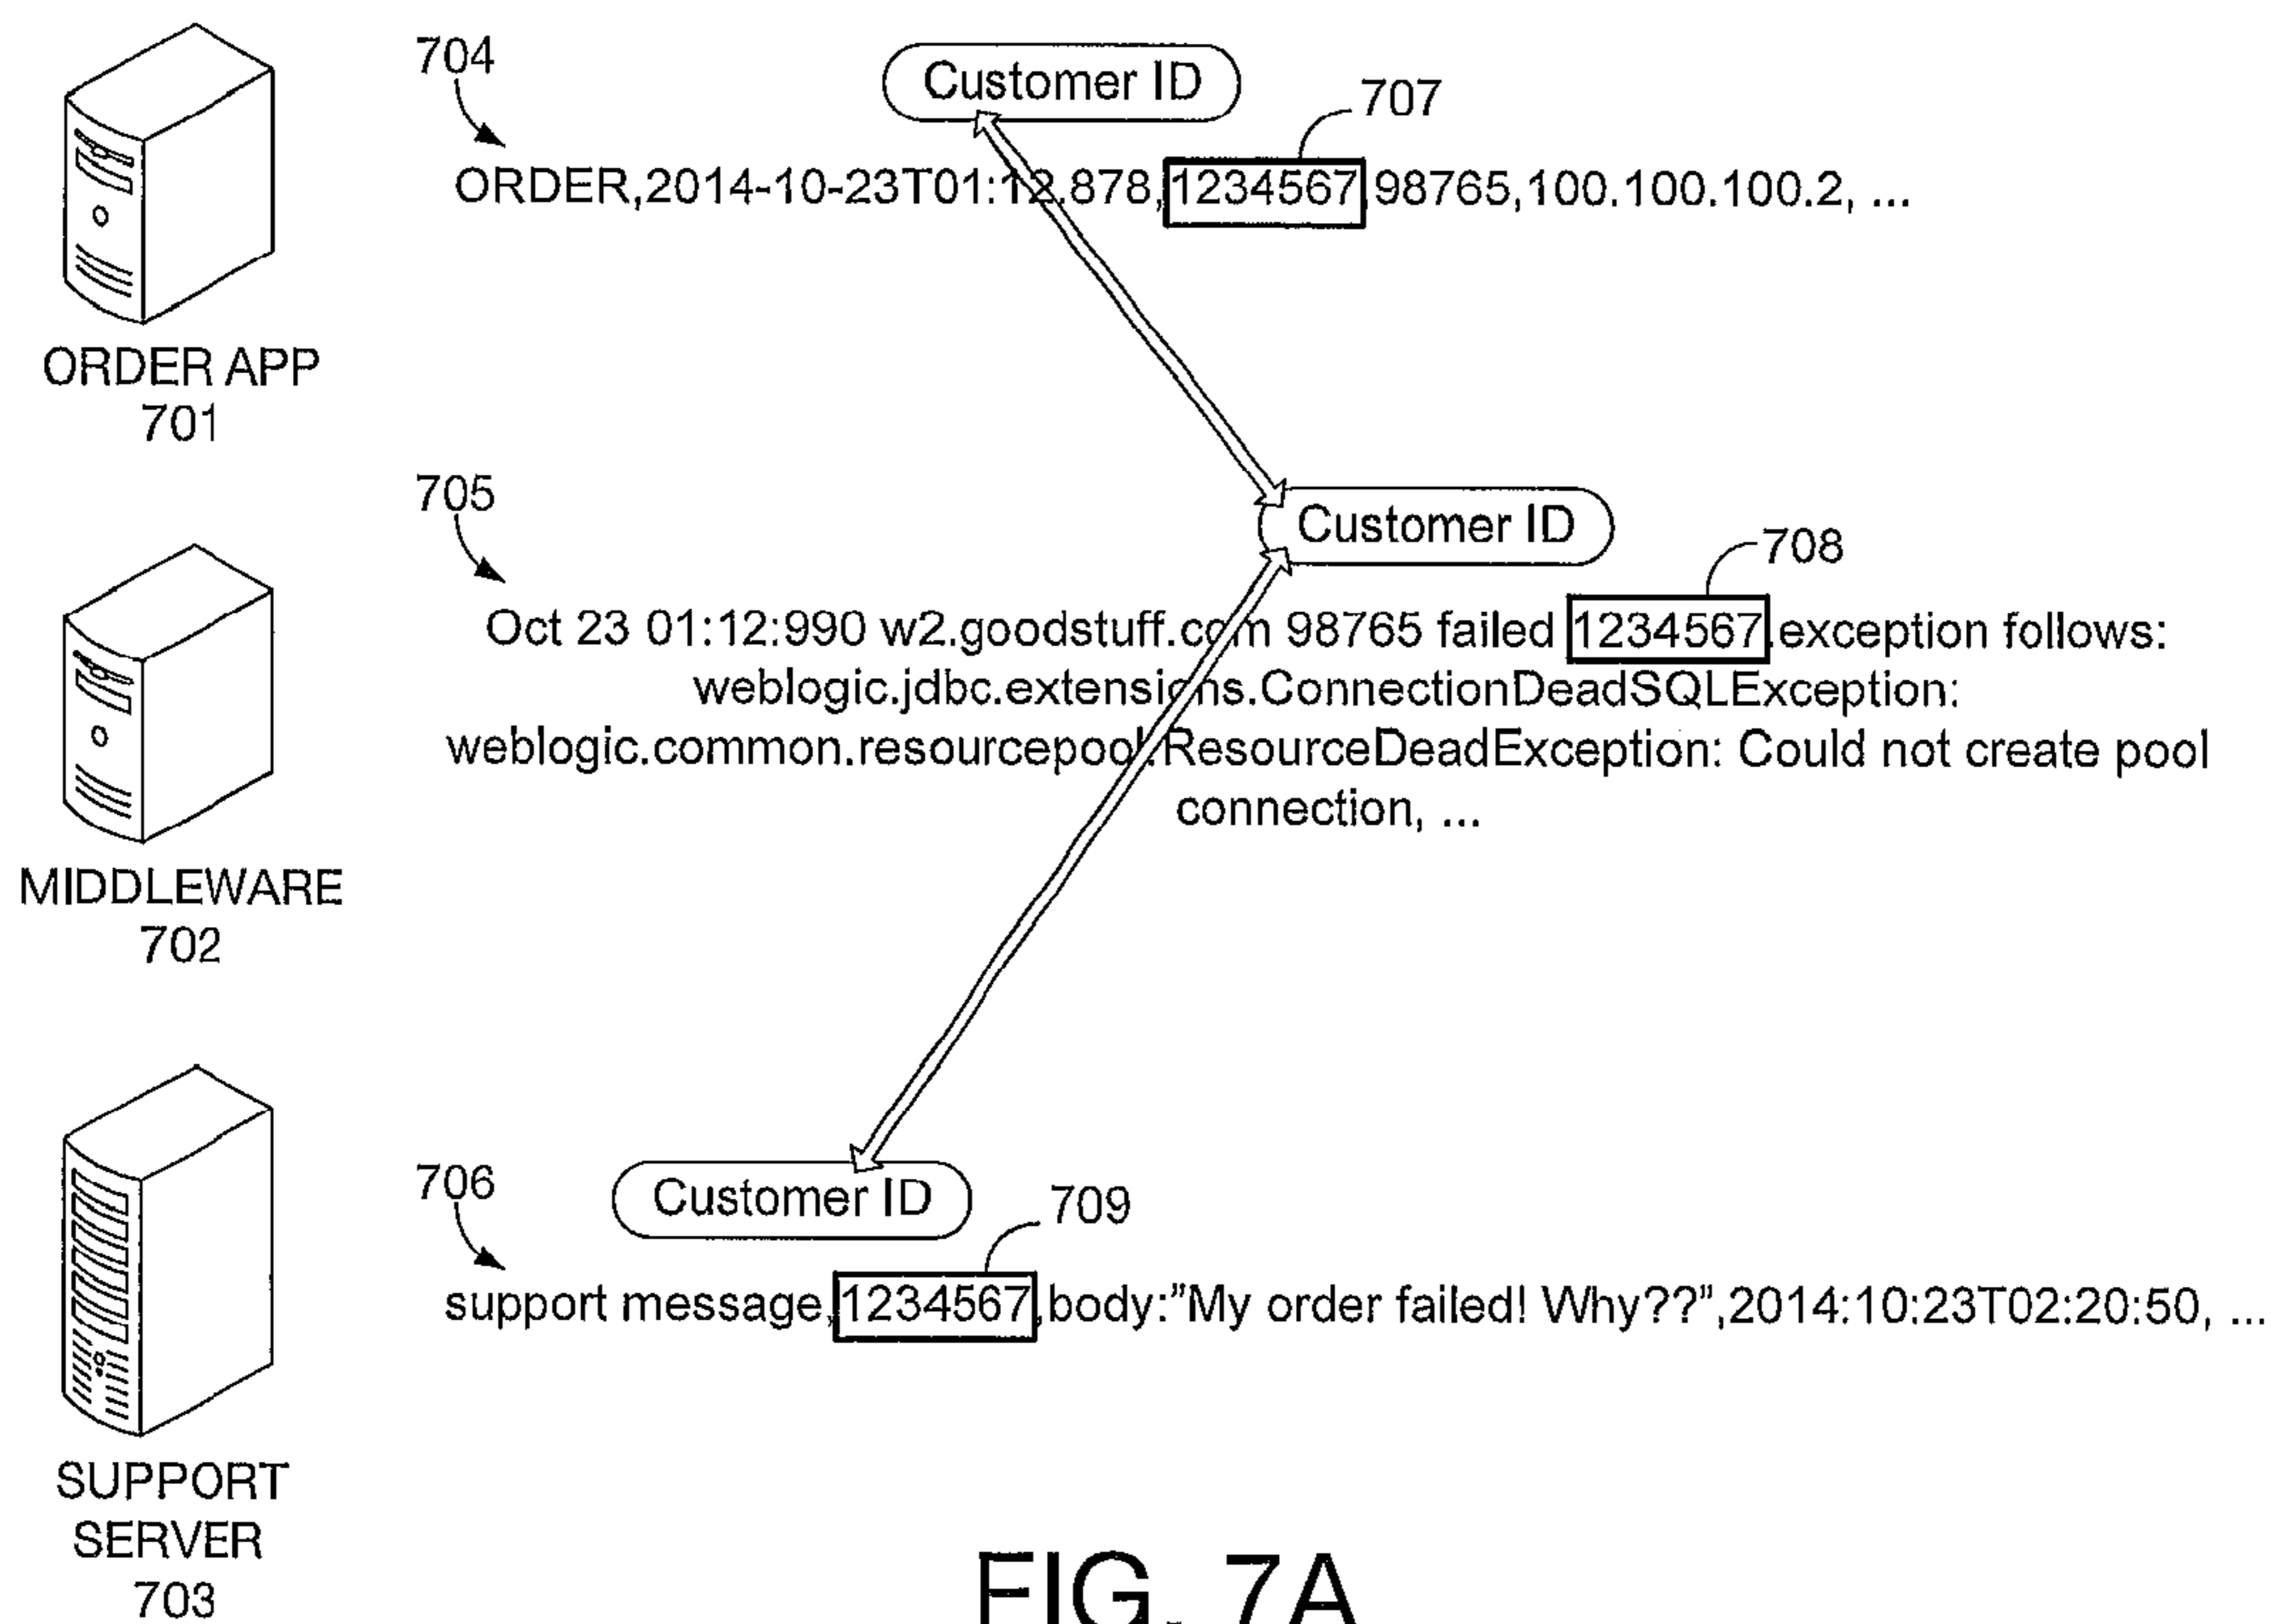 704
Customer ID
707
ORDER,2014-10-23T01:12.878,1234567,98765,100.100.100.2, ...
ORDER APP
701
705
Customer ID
708
Oct 23 01:12:990 w2.goodstuff.com 98765 failed 1234567.exception follows:
weblogic.jdbc.extensions.ConnectionDeadSQLException:
weblogic.common.resourcepool.ResourceDeadException: Could not create pool
connection, ...
MIDDLEWARE
702
706
Customer ID
709
support message,1234567,body:"My order failed! Why??",2014:10:23T02:20:50, ...
SUPPORT
SERVER
703
FIG. 7A